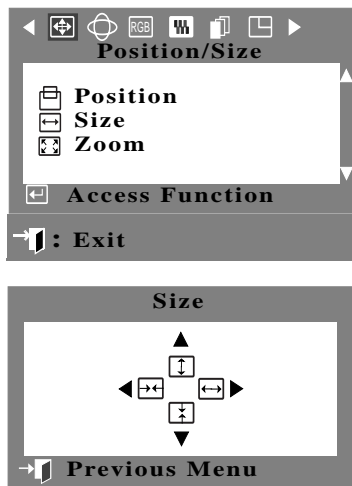 RGB
Position/Size
Position
Size
Zoom
Access Function
: Exit
Size
Previous Menu